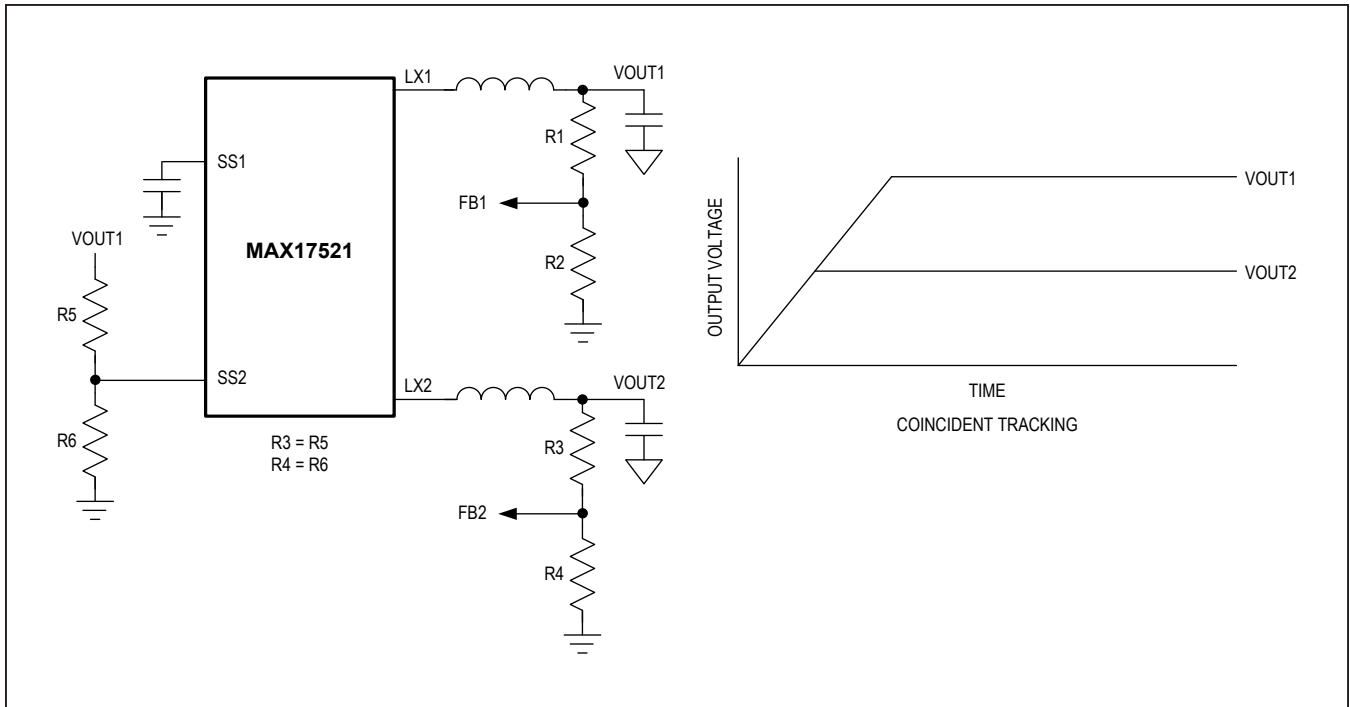 LX1
VOUT1
R1
SS1
FB1
VOUT1
MAX17521
R2
R5
SS2
LX2
VOUT2
R6
R3 = R5
R4 = R6
R3
FB2
R4
OUTPUT VOLTAGE
VOUT1
VOUT2
TIME
COINCIDENT TRACKING